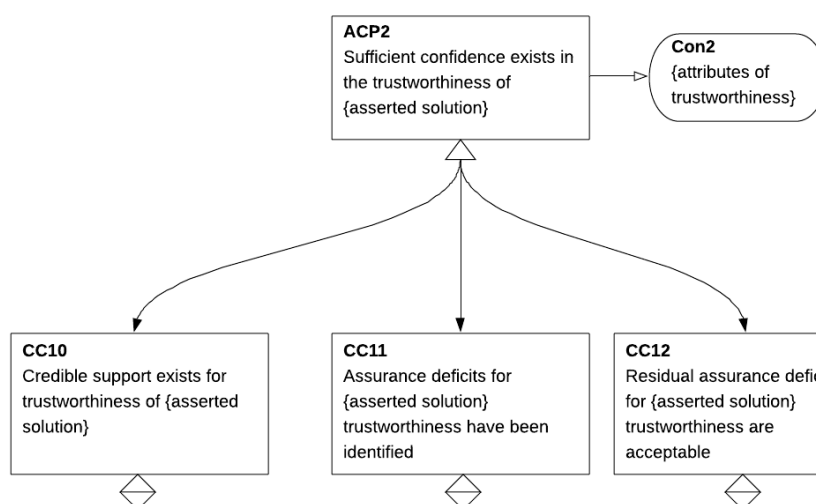 ACP2
Sufficient confidence exists in
the trustworthiness of
{asserted solution}
Con2
{attributes of
trustworthiness}
CC10
Credible support exists for
trustworthiness of {asserted
solution}
CC11
Assurance deficits for
{asserted solution}
trustworthiness have been
identified
CC12
Residual assurance
for {asserted solution}
trustworthiness are
acceptable